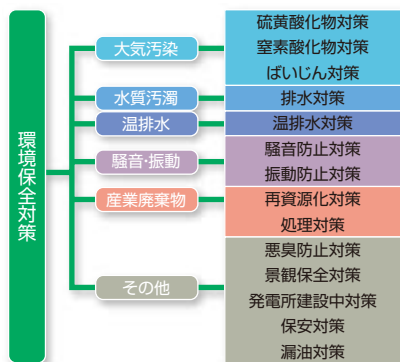 環境保全対策
大気汚染
硫黄酸化物対策
窒素酸化物対策
ばいじん対策
水質汚濁
排水対策
温排水
温排水対策
騒音・振動
騒音防止対策
振動防止対策
産業廃棄物
再資源化対策
処理対策
その他
悪臭防止対策
景観保全対策
発電所建設中対策
保安対策
漏油対策